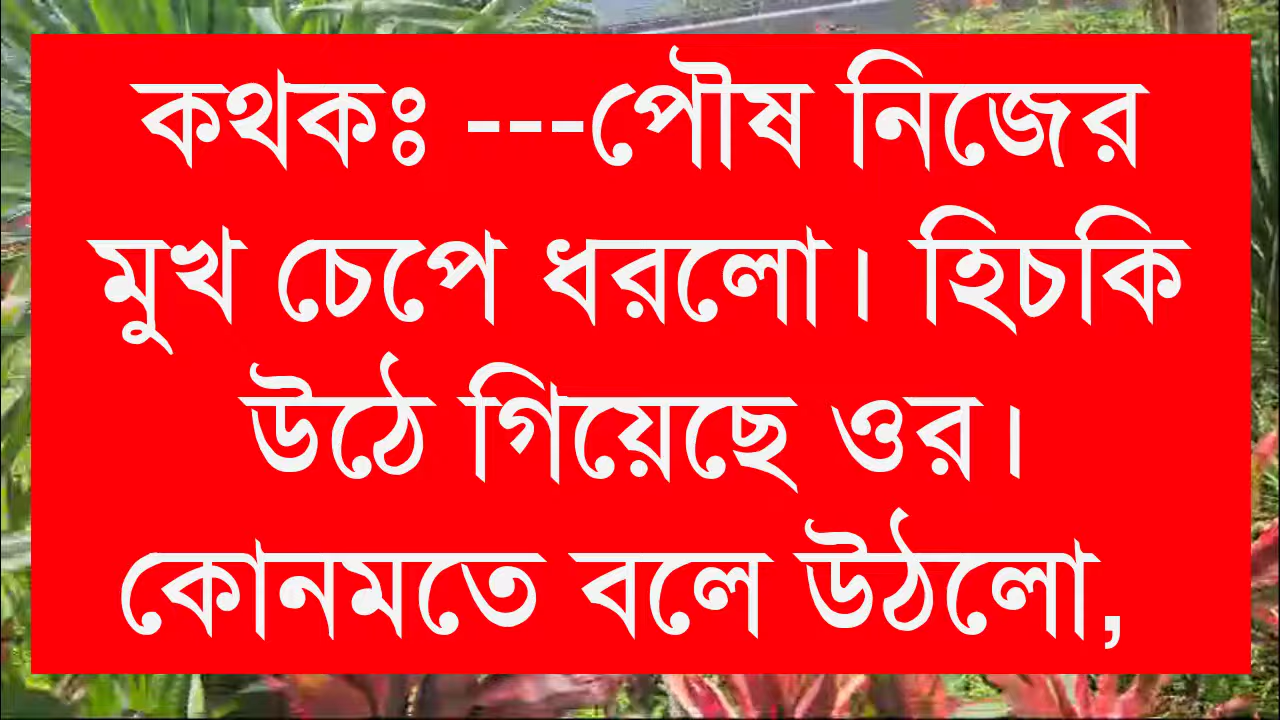 কথকঃ ---পৌষ নিজের
মুখ চেপে ধরলো। হিচকি
উঠে গিয়েছে ওর।
কোনমতে বলে উঠলো,